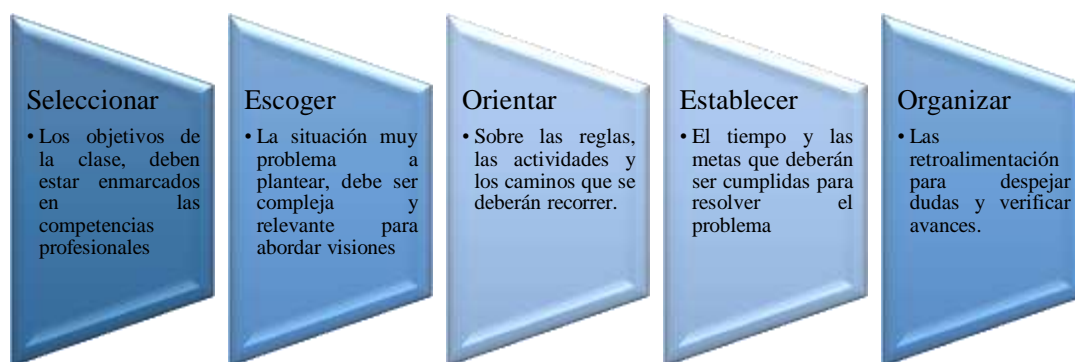 Seleccionar
• Los objetivos de
la clase, deben
estar enmarcados
en las
competencias
profesionales
Escoger
• La situación muy
problema a
plantear, debe ser
compleja y
relevante para
abordar visiones
Orientar
• Sobre las reglas,
las actividades y
los caminos que se
deberán recorrer.
Establecer
• El tiempo y las
metas que deberán
ser cumplidas para
resolver el
problema
Organizar
• Las
retroalimentación
para despejar
dudas y verificar
avances.